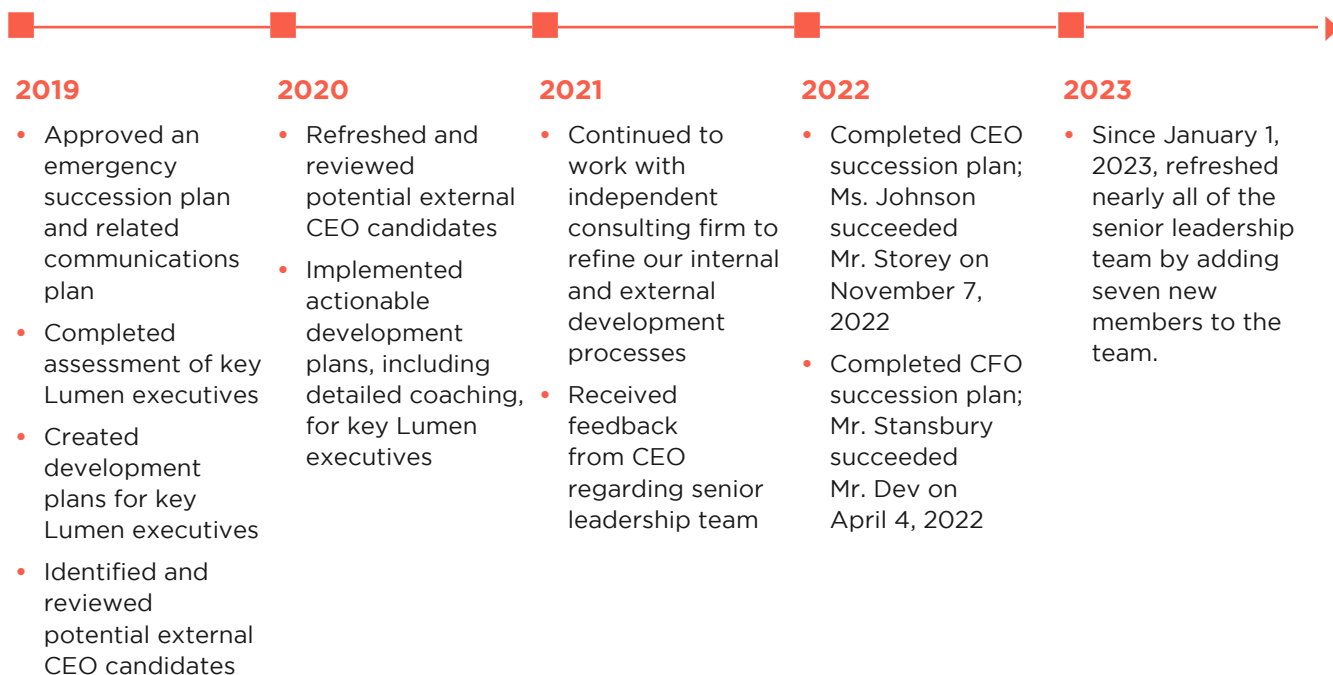 2019
• Approved an
emergency
succession plan
and related
communications
plan
• Completed
assessment of key
Lumen executives
• Created
development
plans for key
Lumen executives
• Identified and
reviewed
potential external
CEO candidates
2020
• Refreshed and
reviewed
potential external
CEO candidates
• Implemented
actionable
development
plans, including
detailed coaching,
for key Lumen
executives
2021
• Continued to
work with
independent
consulting firm to
refine our internal
and external
development
processes
• Received
feedback
from CEO
regarding senior
leadership team
2022
• Completed CEO
succession plan;
Ms. Johnson
succeeded
Mr. Storey on
November 7,
2022
• Completed CFO
succession plan;
Mr. Stansbury
succeeded
Mr. Dev on
April 4, 2022
2023
• Since January 1,
2023, refreshed
nearly all of the
senior leadership
team by adding
seven new
members to the
team.